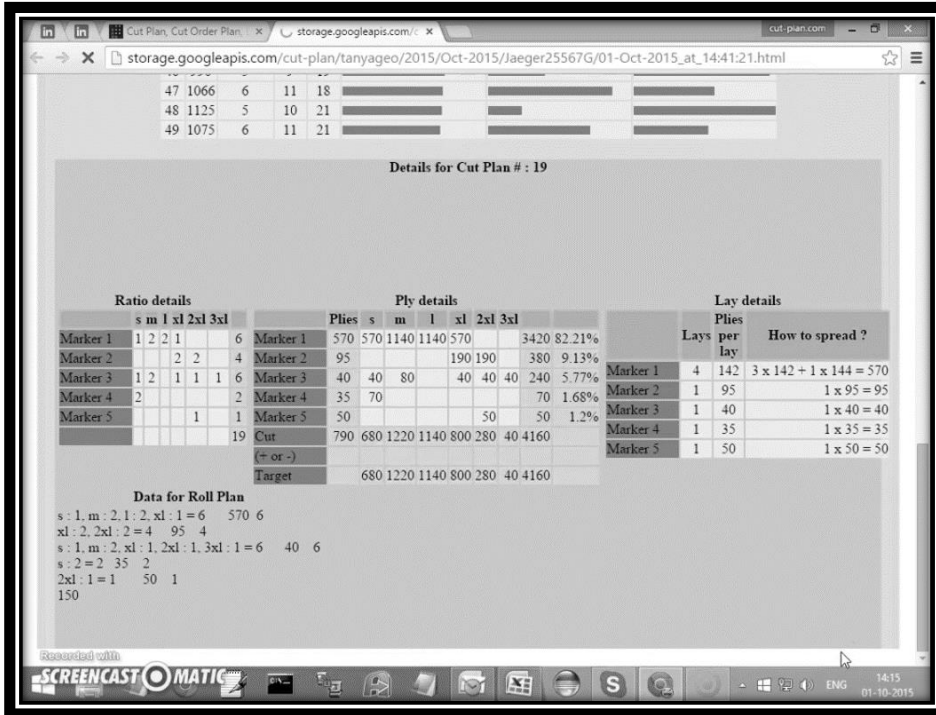 Cut Plan, Cut Order Plan,
storage.googleapis.com/c
cut-plan.com
storage.googleapis.com/cut-plan/tanyageo/2015/Oct-2015/Jaeger25567G/01-Oct-2015_at_14:41:21.html
47 1066 6 11 18
48 1125 5 10 21
49 1075 6 11 21
Details for Cut Plan # : 19
Ratio details
s m l xl 2xl 3xl
Marker 1 1 2 2 1 6
Marker 2 2 2 4
Marker 3 1 2 1 1 1 6
Marker 4 2 2
Marker 5 1 1
19
Ply details
Plies s m l xl 2xl 3xl
Marker 1 570 570 1140 1140 570 3420 82.21%
Marker 2 95 190 190 380 9.13%
Marker 3 40 40 80 40 40 40 240 5.77%
Marker 4 35 70 70 1.68%
Marker 5 50 50 50 1.2%
Cut 790 680 1220 1140 800 280 40 4160
(+ or -)
Target 680 1220 1140 800 280 40 4160
Lay details
Lays Plies per lay How to spread ?
Marker 1 4 142 3 x 142 + 1 x 144 = 570
Marker 2 1 95 1 x 95 = 95
Marker 3 1 40 1 x 40 = 40
Marker 4 1 35 1 x 35 = 35
Marker 5 1 50 1 x 50 = 50
Data for Roll Plan
s : 1, m : 2, l : 2, xl : 1 = 6 570 6
xl : 2, 2xl : 2 = 4 95 4
s : 1, m : 2, xl : 1, 2xl : 1, 3xl : 1 = 6 40 6
s : 2 = 2 35 2
2xl : 1 = 1 50 1
150
Recorded with
SCREENCAST-O-MATIC
ENG
14:15
01-10-2015